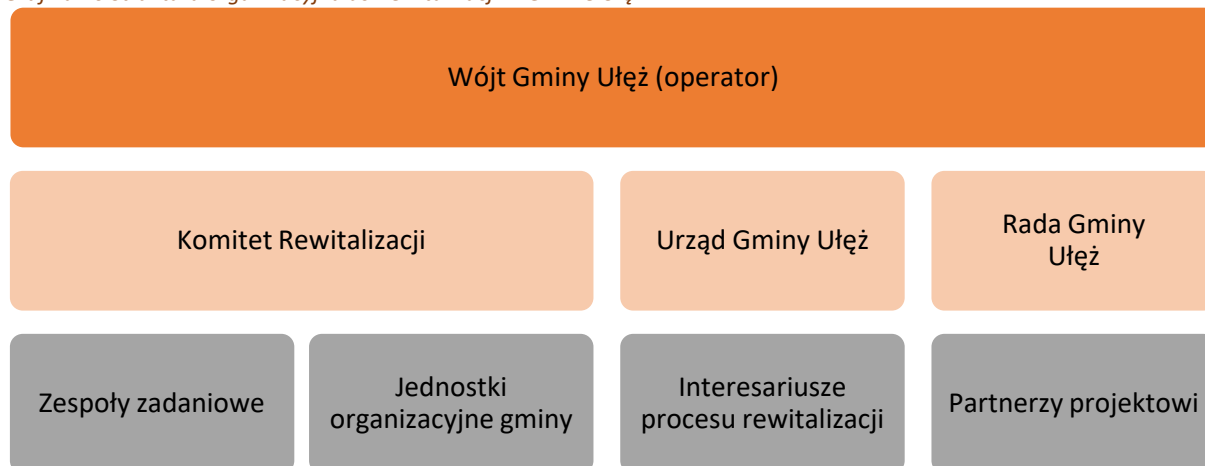 Wójt Gminy Ułęż (operator)
Komitet Rewitalizacji
Urząd Gminy Ułęż
Rada Gminy
Ułęż
Zespoły zadaniowe
Jednostki
organizacyjne gminy
Interesariusze
procesu rewitalizacji
Partnerzy projektowi